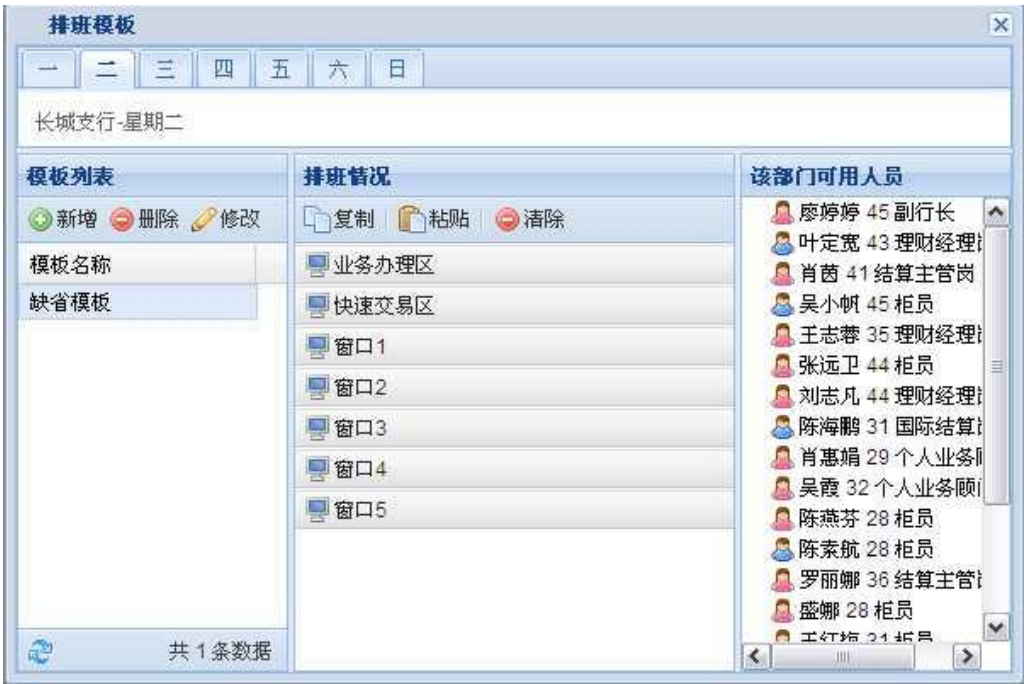 排班模板
一 二 三 四 五 六 日
长城支行-星期二
模板列表
新增 删除 修改
模板名称
缺省模板
共 1 条数据
排班情况
复制 粘贴 清除
业务办理区
快速交易区
窗口1
窗口2
窗口3
窗口4
窗口5
该部门可用人员
廖婷婷 45 副行长
叶定宽 43 理财经理
肖茵 41 结算主管岗
吴小帆 45 柜员
王志蓉 35 理财经理
张远卫 44 柜员
刘志凡 44 理财经理
陈海鹏 31 国际结算
肖惠娟 29 个人业务
吴霞 32 个人业务顾
陈燕芬 28 柜员
陈素航 28 柜员
罗丽娜 36 结算主管
盛娜 28 柜员
王红梅 31 柜员